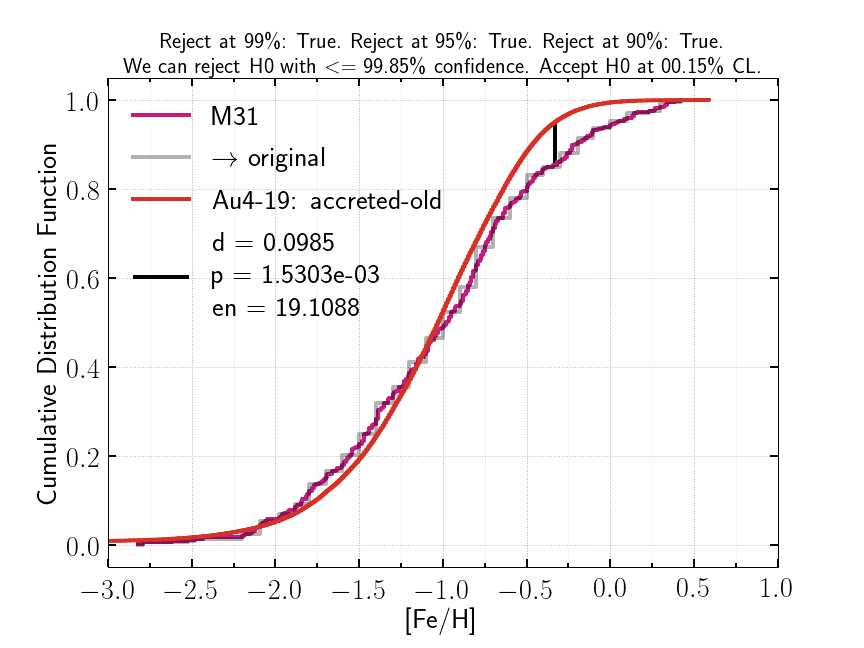 Reject at 99%: True. Reject at 95%: True. Reject at 90%: True.
We can reject H0 with <= 99.85% confidence. Accept H0 at 00.15% CL.
M31
→ original
Au4-19: accreted-old
d = 0.0985
p = 1.5303e-03
en = 19.1088
Cumulative Distribution Function
1.0
0.8
0.6
0.4
0.2
0.0
−3.0 −2.5 −2.0 −1.5 −1.0 −0.5 0.0 0.5 1.0
[Fe/H]